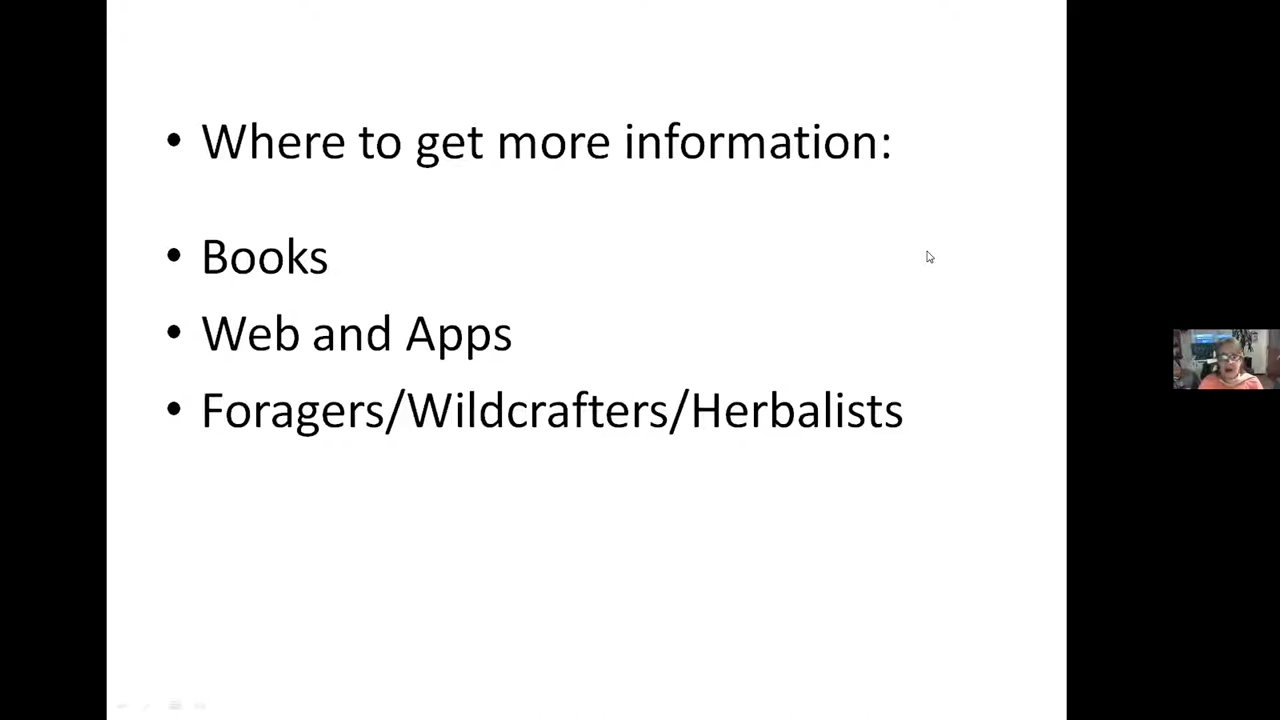 • Where to get more information:
• Books
• Web and Apps
• Foragers/Wildcrafters/Herbalists